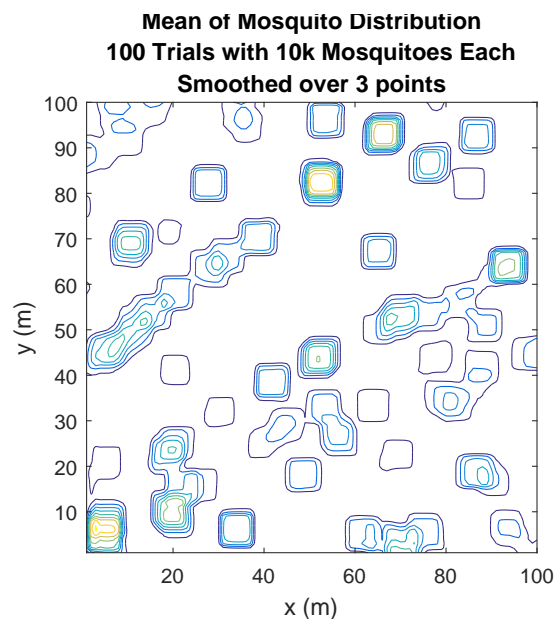 Mean of Mosquito Distribution
100 Trials with 10k Mosquitoes Each
Smoothed over 3 points
100
90
80
70
60
50
40
30
20
10
y (m)
20 40 60 80 100
x (m)